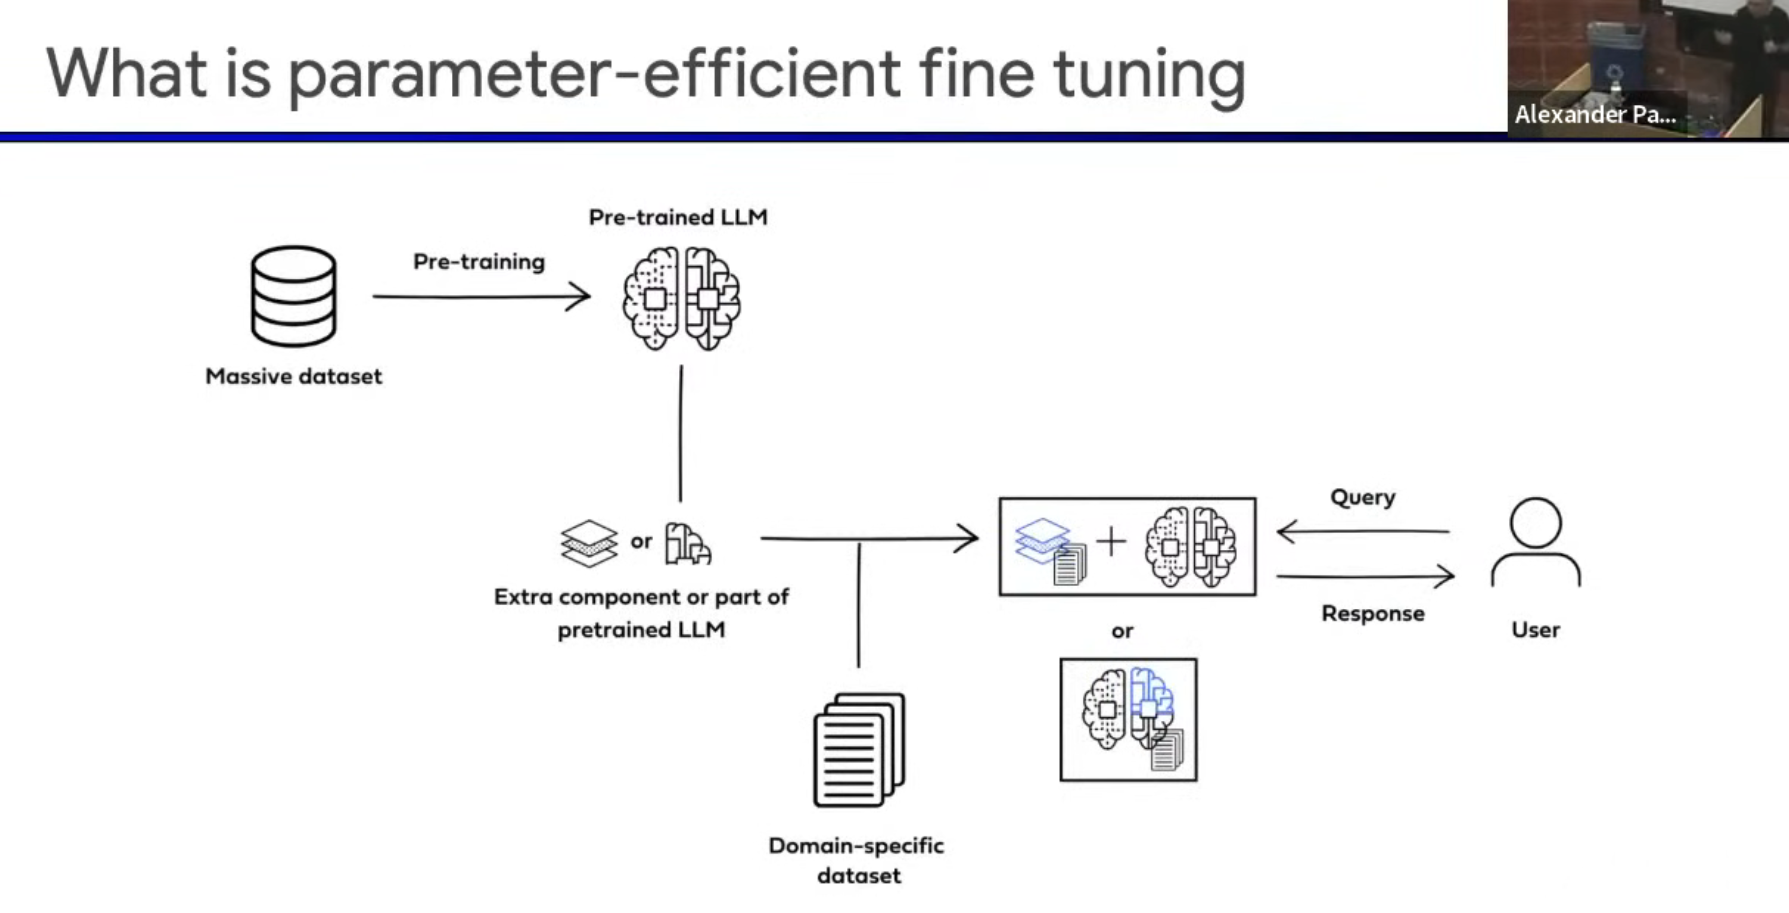 What is parameter-efficient fine tuning
Alexander Pa...
Pre-trained LLM
Pre-training
Massive dataset
or
Extra component or part of
pretrained LLM
Query
Response
User
or
Domain-specific
dataset